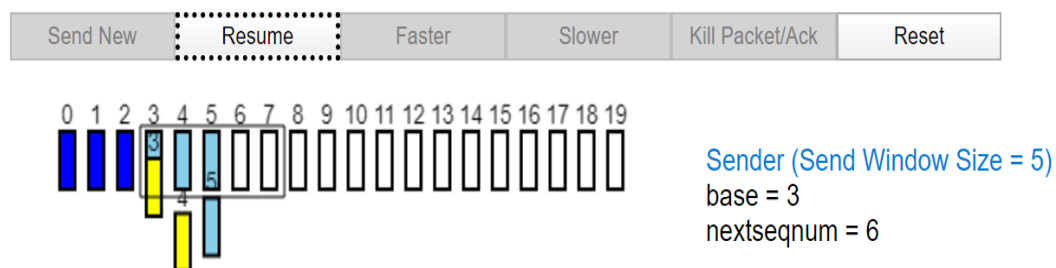 Send New Resume Faster Slower Kill Packet/Ack Reset
0 1 2 3 4 5 6 7 8 9 10 11 12 13 14 15 16 17 18 19
3
5
4
Sender (Send Window Size = 5)
base = 3
nextseqnum = 6